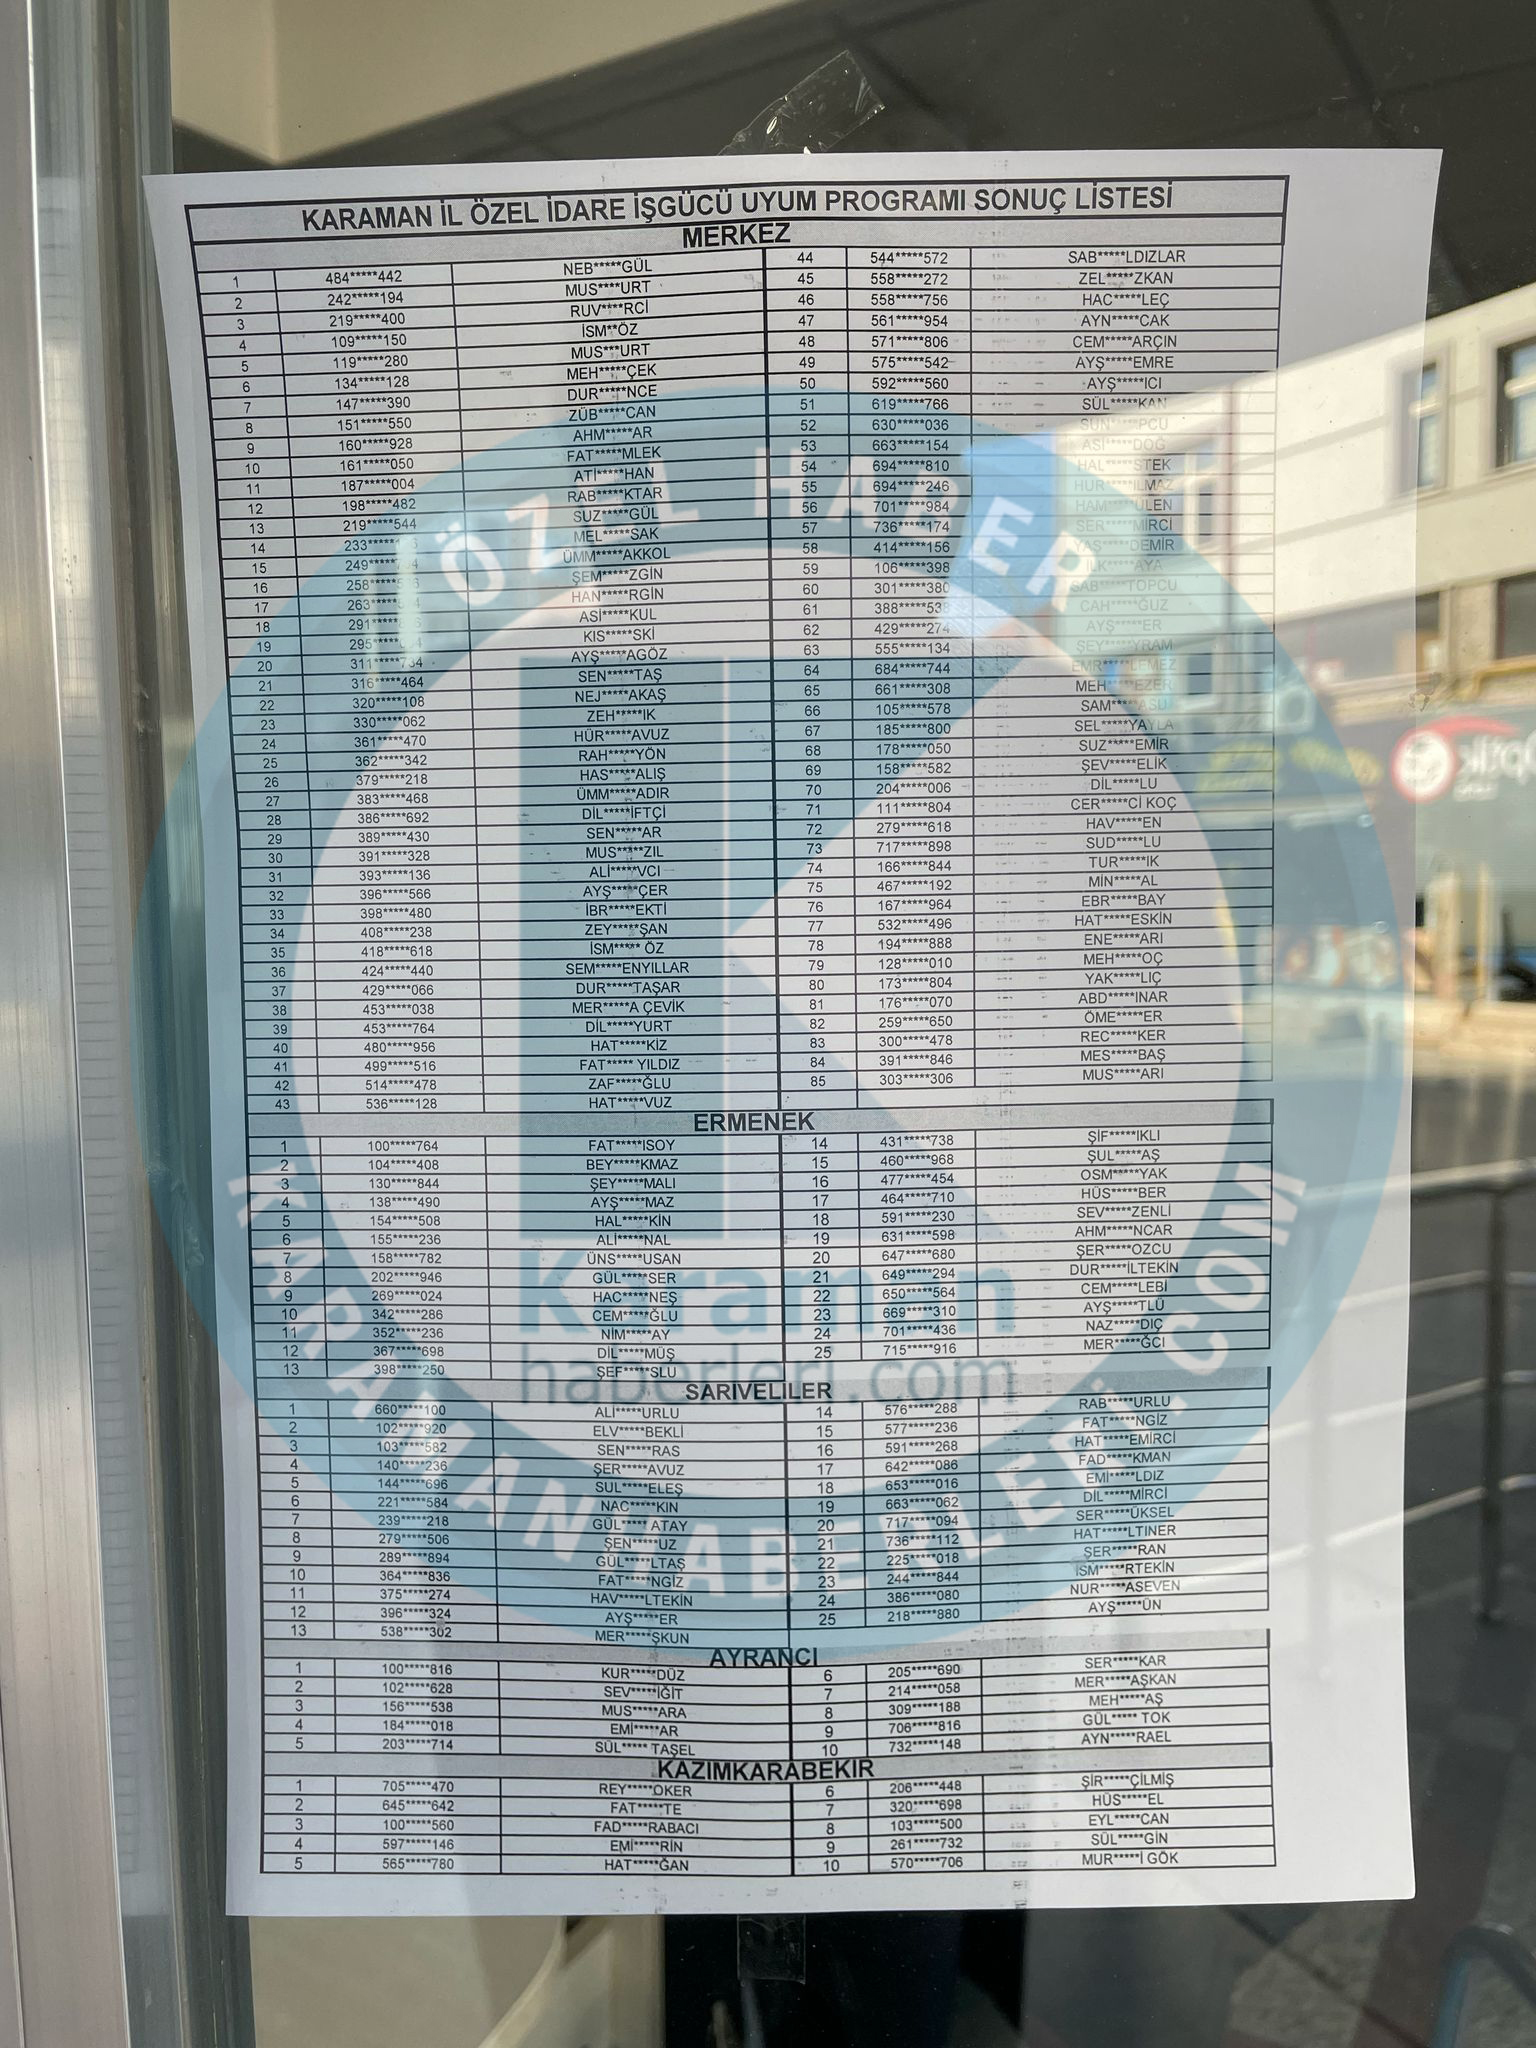 KARAMAN İL ÖZEL İDARE İŞGÜCÜ UYUM PROGRAMI SONUÇ LİSTESİ
MERKEZ
1 484*****442 NEB*****GÜL
2 242*****194 MUS*****URT
3 219*****400 RUV****RCİ
4 109*****150 İSM**ÖZ
5 119*****280 MUS***URT
6 134*****128 MEH*****ÇEK
7 147*****390 DUR*****NCE
8 151*****550 ZÜB*****CAN
9 160*****928 AHM*****AR
10 161*****050 FAT*****MLEK
11 187*****004 ATİ*****HAN
12 198*****482 RAB*****KTAR
13 219*****544 SUZ*****GÜL
14 MEL*****SAK
15 ÜMM*****AKKOL
16 ŞEM*****ZGİN
17 HAN*****RGİN
18 ASİ*****KUL
19 KIS*****SKİ
20 311*****734 AYŞ*****AGÖZ
21 316*****464 SEN*****TAŞ
22 320*****108 NEJ*****AKAŞ
23 330*****062 ZEH*****IK
24 361*****470 HÜR*****AVUZ
25 362*****342 RAH*****YÖN
26 379*****218 HAS*****ALIŞ
27 383*****468 ÜMM*****ADIR
28 386*****692 DİL*****İFTÇİ
29 389*****430 SEN*****AR
30 391*****328 MUS*****ZIL
31 393*****136 ALİ*****VCI
32 396*****566 AYŞ*****ÇER
33 398*****480 İBR*****EKTİ
34 408*****238 ZEY*****ŞAN
35 418*****618 İSM***** ÖZ
36 424*****440 SEM*****ENYILLAR
37 429*****066 DUR*****TAŞAR
38 453*****038 MER*****A ÇEVİK
39 453*****764 DİL*****YURT
40 480*****956 HAT*****KİZ
41 499*****516 FAT***** YILDIZ
42 514*****478 ZAF*****ĞLU
43 536*****128 HAT*****VUZ
44 544*****572 SAB*****LDIZLAR
45 558*****272 ZEL*****ZKAN
46 558*****756 HAC*****LEÇ
47 561*****954 AYN*****CAK
48 571*****806 CEM*****ARÇIN
49 575*****542 AYŞ*****EMRE
50 592*****560 AYŞ*****ICI
51 619*****766 SÜL*****KAN
52 630*****036 SUN*****PCU
53 663*****154 ASİ*****DOĞ
54 694*****810 HAL*****STEK
55 694*****246 HUR*****ILMAZ
56 701*****984 HAM*****ÜLEN
57 736*****174 SER*****MİRCİ
58 414*****156 YAŞ*****DEMİR
59 106*****398 İLK*****AYA
60 301*****380 SAB*****TOPCU
61 388*****538 CAH*****ĞUZ
62 429*****274 AYŞ*****ER
63 555*****134 ŞEY*****YRAM
64 684*****744 EMR*****LEMEZ
65 661*****308 MEH*****EZER
66 105*****578 SAM*****ASU
67 185*****800 SEL*****YAYLA
68 178*****050 SUZ*****EMİR
69 158*****582 ŞEV*****ELİK
70 204*****006 DİL*****LU
71 111*****804 CER*****Cİ KOÇ
72 279*****618 HAV*****EN
73 717*****898 SUD*****LU
74 166*****844 TUR*****IK
75 467*****192 MİN*****AL
76 167*****964 EBR*****BAY
77 532*****496 HAT*****ESKİN
78 194*****888 ENE*****ARI
79 128*****010 MEH*****OÇ
80 173*****804 YAK*****LIÇ
81 176*****070 ABD*****INAR
82 259*****650 ÖME*****ER
83 300*****478 REC*****KER
84 391*****846 MES*****BAŞ
85 303*****306 MUS*****ARI
ERMENEK
1 100*****764 FAT*****ISOY
2 104*****408 BEY*****KMAZ
3 130*****844 ŞEY*****MALI
4 138*****490 AYŞ*****MAZ
5 154*****508 HAL*****KİN
6 155*****236 ALİ*****NAL
7 158*****782 ÜNS*****USAN
8 202*****946 GÜL*****SER
9 269*****024 HAC*****NEŞ
10 342*****286 CEM*****ĞLU
11 352*****236 NİM*****AY
12 367*****698 DİL*****MÜŞ
13 398*****250 ŞEF*****SLU
14 431*****738 ŞİF*****IKLI
15 460*****968 ŞUL*****AŞ
16 477*****454 OSM*****YAK
17 464*****710 HÜS*****BER
18 591*****230 SEV*****ZENLİ
19 631*****598 AHM*****NCAR
20 647*****680 ŞER*****OZCU
21 649*****294 DUR*****İLTEKİN
22 650*****564 CEM*****LEBİ
23 669*****310 AYŞ*****TLÜ
24 701*****436 NAZ*****DIÇ
25 715*****916 MER*****ĞCI
SARIVELİLER
1 660*****100 ALİ*****URLU
2 102*****920 ELV*****BEKLİ
3 103*****582 SEN*****RAS
4 140*****236 ŞER*****AVUZ
5 144*****696 SUL*****ELEŞ
6 221*****584 NAC*****KIN
7 239*****218 GÜL***** ATAY
8 279*****506 ŞEN*****UZ
9 289*****894 GÜL*****LTAŞ
10 364*****836 FAT*****NGİZ
11 375*****274 HAV*****LTEKİN
12 396*****324 AYŞ*****ER
13 538*****302 MER*****ŞKUN
14 576*****288 RAB*****URLU
15 577*****236 FAT*****NGİZ
16 591*****268 HAT*****EMİRCİ
17 642*****086 FAD*****KMAN
18 653*****016 EMİ*****LDIZ
19 663*****062 DİL*****MİRCİ
20 717*****094 SER*****ÜKSEL
21 736*****112 HAT*****LTINER
22 225*****018 ŞER*****RAN
23 244*****844 İSM*****RTEKİN
24 386*****080 NUR*****ASEVEN
25 218*****880 AYŞ*****ÜN
AYRANCI
1 100*****816 KUR*****DÜZ
2 102*****628 SEV*****İĞİT
3 156*****538 MUS*****ARA
4 184*****018 EMİ*****AR
5 203*****714 SÜL***** TAŞEL
6 205*****690 SER*****KAR
7 214*****058 MER*****AŞKAN
8 309*****188 MEH*****AŞ
9 706*****816 GÜL***** TOK
10 732*****148 AYN*****RAEL
KAZIMKARABEKİR
1 705*****470 REY*****OKER
2 645*****642 FAT*****TE
3 100*****560 FAD*****RABACI
4 597*****146 EMİ*****RİN
5 565*****780 HAT*****ĞAN
6 206*****448 ŞİR*****ÇİLMİŞ
7 320*****698 HÜS*****EL
8 103*****500 EYL*****CAN
9 261*****732 SÜL*****GİN
10 570*****706 MUR*****İ GÖK
ÖZEL HABER
Karaman
haberleri.com
KARAMANHABERLERİ.COM